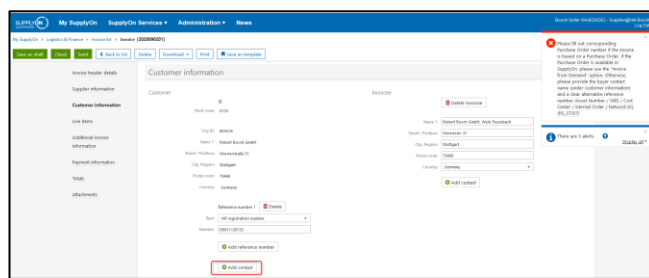 SUPPLYON
My SupplyOn
SupplyOn Services
Administration
News
My SupplyOn > Logistics & Finance > Invoice list > Invoice (2020090201)
Save as draft
Check
Send
Back to list
Delete
Download
Print
Save as template
Invoice header details
Supplier information
Customer information
Line items
Additional invoice
information
Payment information
Totals
Attachments
Customer information
Customer
Plant code
Org ID
Name 1: Robert Bosch GmbH
Street / Postbox
City, Region: Stuttgart
Postal code
Country: Germany
Reference number 1
Delete
Type: VAT registration number
Number
Add reference number
Add contact
Invoicee
Delete invoicee
Name 1: Robert Bosch GmbH, Werk Feuerbach
Street / Postbox
City, Region: Stuttgart
Postal code
Country: Germany
Add contact
Please fill out corresponding
Purchase Order number if the invoice
is based on a Purchase Order. If the
Purchase Order is available in
SupplyOn, please use the "Invoice
from Demand" option. Otherwise,
please provide the buyer contact
name (under customer information)
and a clear alternative reference
number (Asset Number / WBS / Cost
Center / Internal Order / Network ID).
There are 3 alerts.
Display all